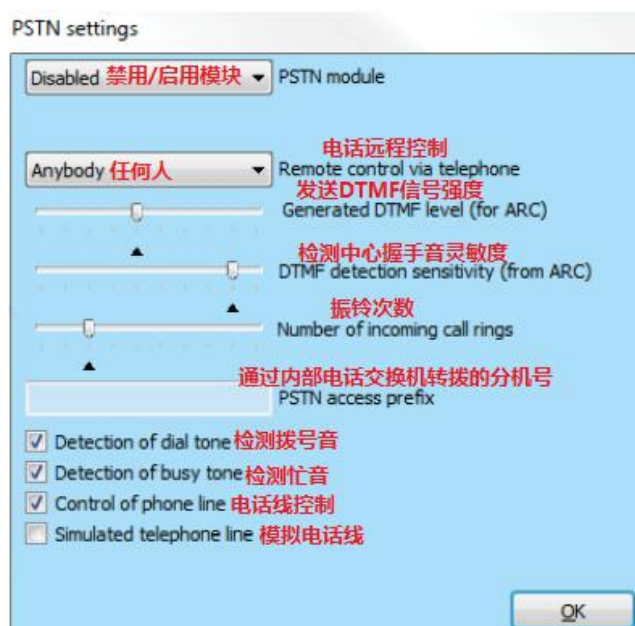 PSTN settings
Disabled 禁用/启用模块 PSTN module
电话远程控制
Anybody 任何人 Remote control via telephone
发送DTMF信号强度
Generated DTMF level (for ARC)
检测中心握手音灵敏度
DTMF detection sensitivity (from ARC)
振铃次数
Number of incoming call rings
通过内部电话交换机转拨的分机号
PSTN access prefix
Detection of dial tone 检测拨号音
Detection of busy tone 检测忙音
Control of phone line 电话线控制
Simulated telephone line 模拟电话线
OK